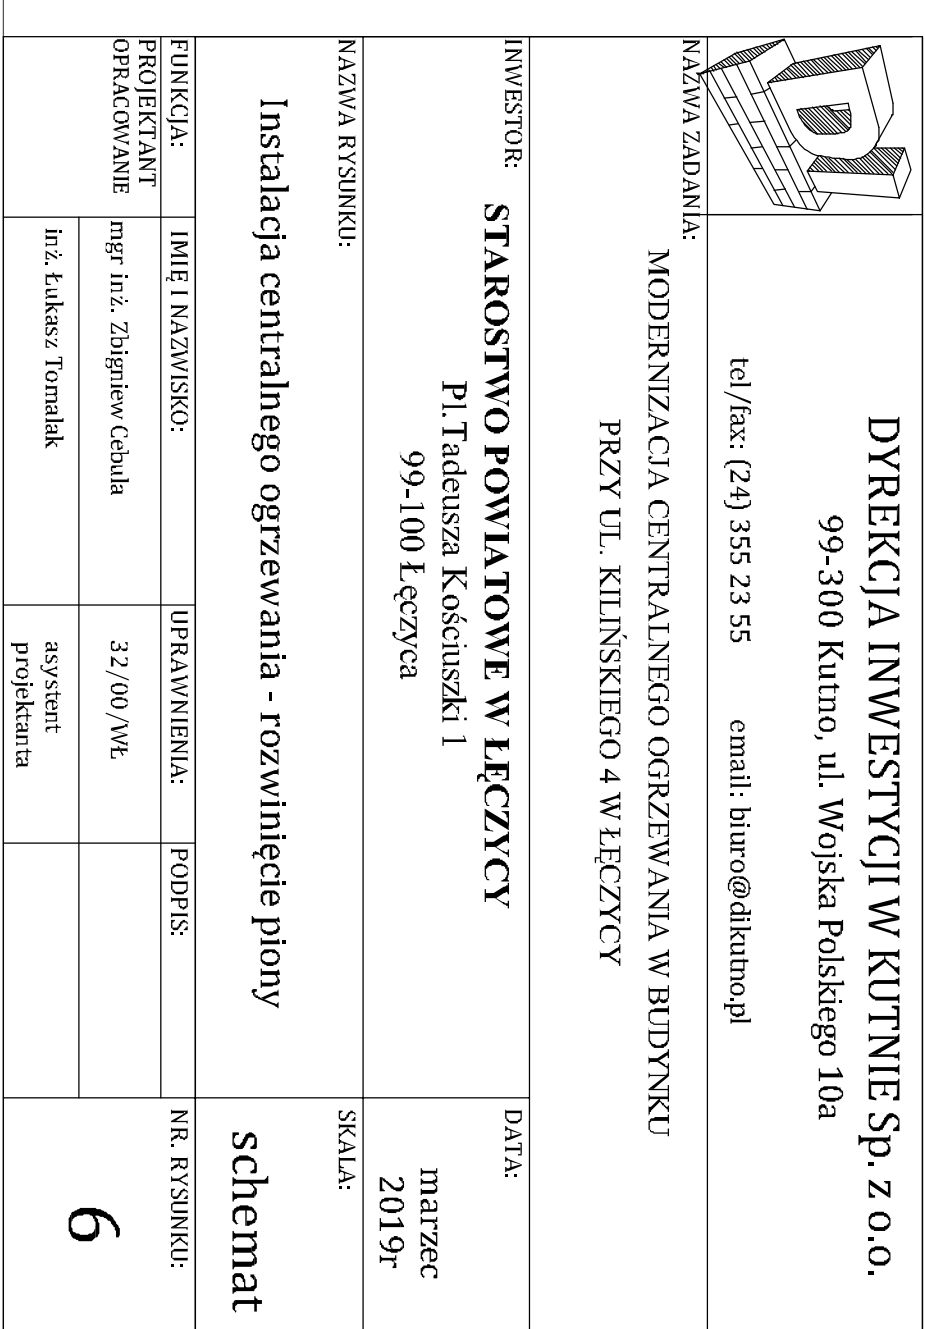 DYREKCJA INWESTYCJI W KUTNIE Sp. z o.o.
99-300 Kutno, ul. Wojska Polskiego 10a
tel/fax: (24) 355 23 55 email: biuro@dikutno.pl
NAZWA ZADANIA:
MODERNIZACJA CENTRALNEGO OGRZEWANIA W BUDYNKU
PRZY UL. KILIŃSKIEGO 4 W ŁĘCZYCY
INWESTOR:
STAROSTWO POWIATOWE W ŁĘCZYCY
Pl.Tadeusza Kościuszki 1
99-100 Łęczyca
DATA:
marzec
2019r
NAZWA RYSUNKU:
Instalacja centralnego ogrzewania - rozwinięcie piony
SKALA:
schemat
FUNKCJA: IMIĘ I NAZWISKO: UPRAWNIENIA: PODPIS: NR. RYSUNKU:
PROJEKTANT mgr inż. Zbigniew Cebula 32/00/WŁ
OPRACOWANIE inż. Łukasz Tomalak asystent
projektanta
6
DI